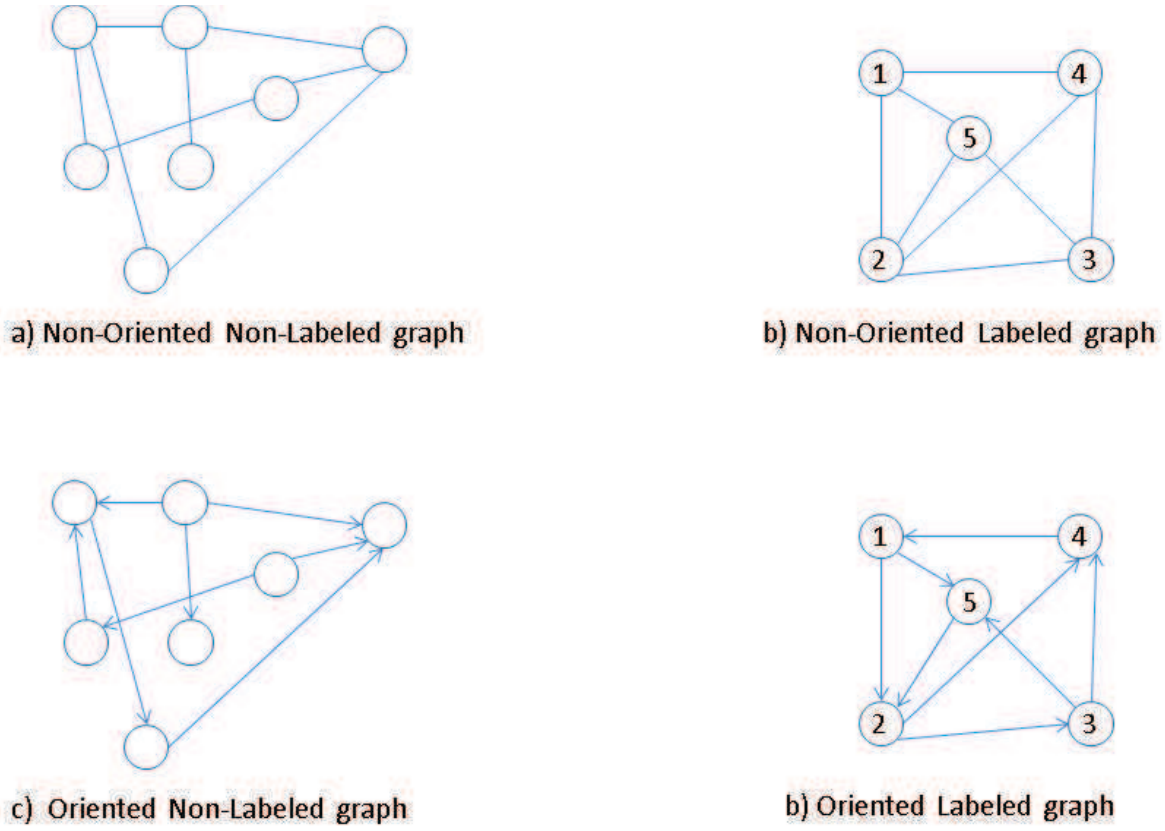 1
4
5
2
3
a) Non-Oriented Non-Labeled graph
b) Non-Oriented Labeled graph
1
4
5
2
3
c) Oriented Non-Labeled graph
b) Oriented Labeled graph